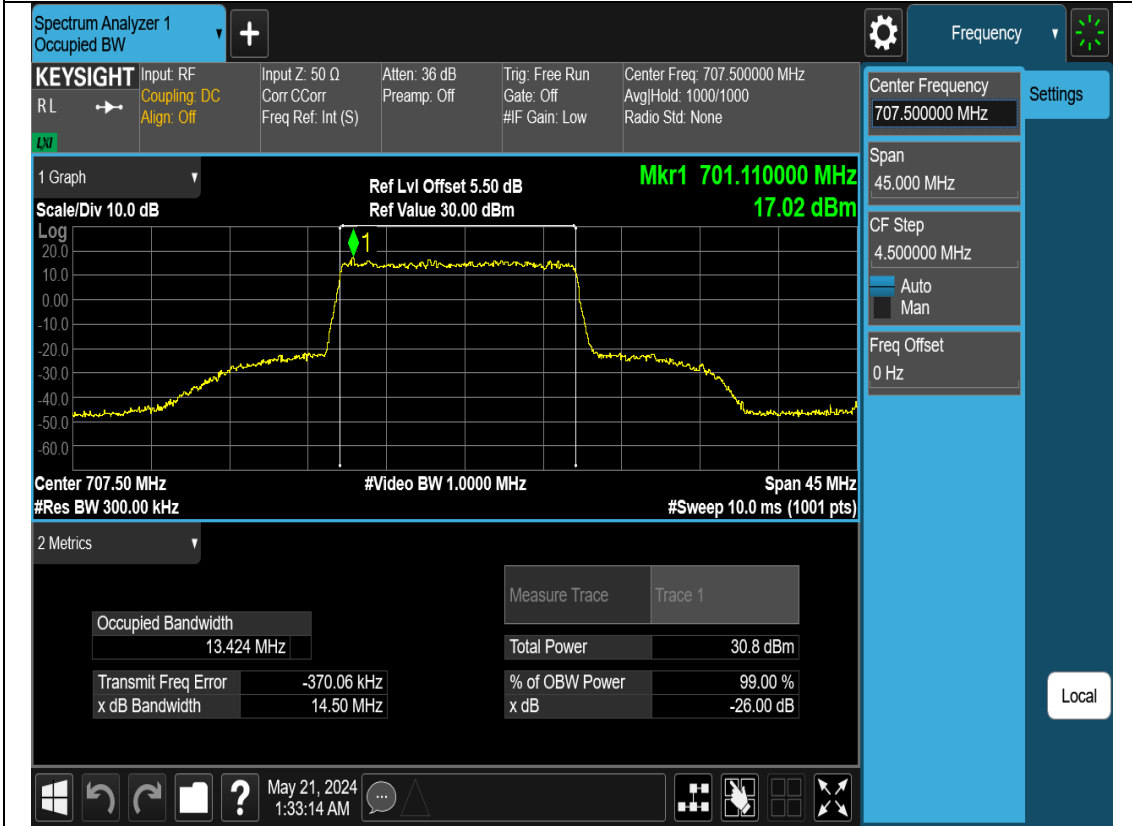 Spectrum Analyzer 1
Occupied BW
+
Frequency
KEYSIGHT
R L
LXI
Input: RF
Coupling: DC
Align: Off
Input Z: 50 Ω
Corr CCorr
Freq Ref: Int (S)
Atten: 36 dB
Preamp: Off
Trig: Free Run
Gate: Off
#IF Gain: Low
Center Freq: 707.500000 MHz
Avg|Hold: 1000/1000
Radio Std: None
Center Frequency
707.500000 MHz
Settings
Span
45.000 MHz
CF Step
4.500000 MHz
Auto
Man
Freq Offset
0 Hz
Local
1 Graph
Scale/Div 10.0 dB
Ref Lvl Offset 5.50 dB
Ref Value 30.00 dBm
Mkr1 701.110000 MHz
17.02 dBm
Log
1
20.0
10.0
0.00
-10.0
-20.0
-30.0
-40.0
-50.0
-60.0
Center 707.50 MHz
#Video BW 1.0000 MHz
Span 45 MHz
#Res BW 300.00 kHz
#Sweep 10.0 ms (1001 pts)
2 Metrics
Measure Trace Trace 1
Occupied Bandwidth
13.424 MHz
Total Power 30.8 dBm
Transmit Freq Error -370.06 kHz
% of OBW Power 99.00 %
x dB Bandwidth 14.50 MHz
x dB -26.00 dB
?
May 21, 2024
1:33:14 AM